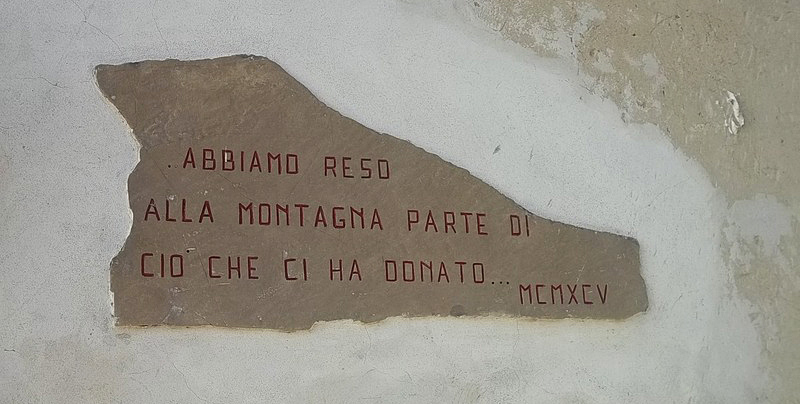 .ABBIAMO RESO
ALLA MONTAGNA PARTE DI
CIO' CHE CI HA DONATO...
MCMXCV